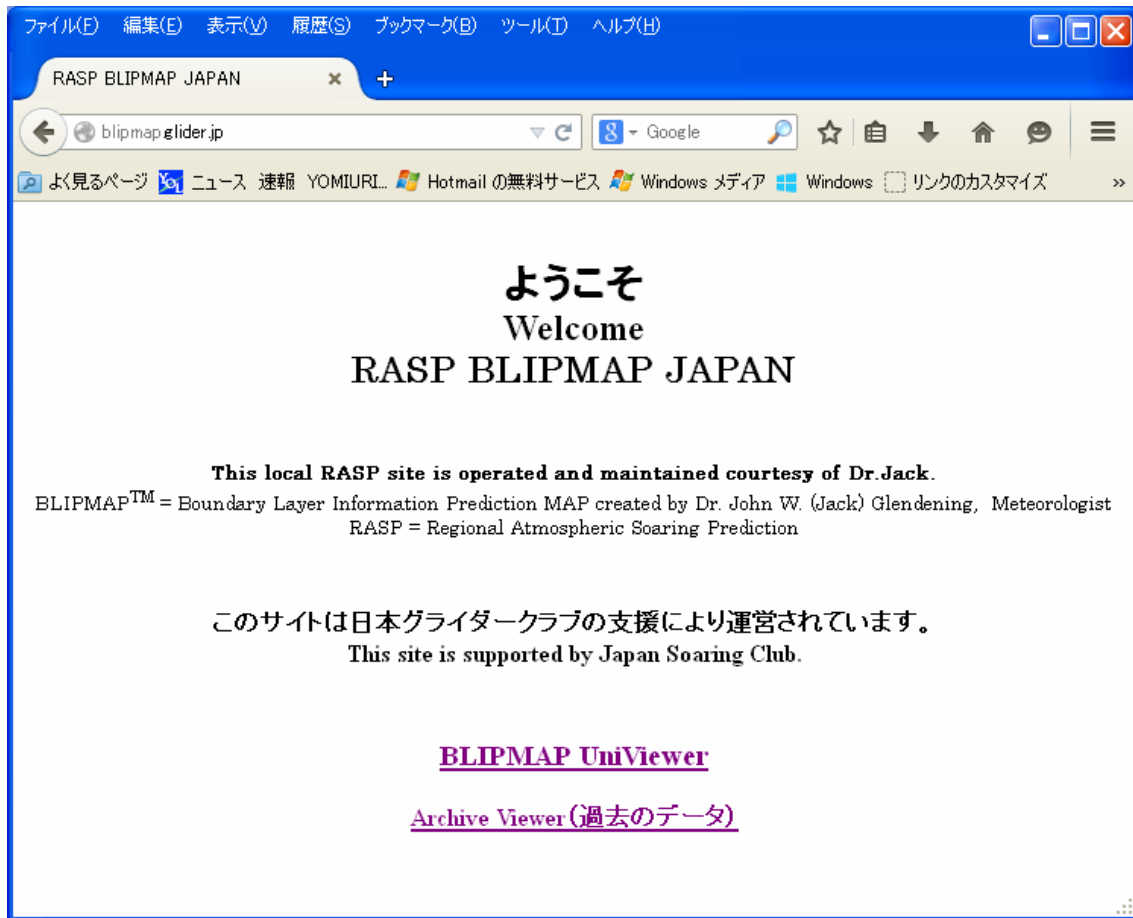 ファイル(F) 編集(E) 表示(V) 履歴(S) ブックマーク(B) ツール(T) ヘルプ(H)
RASP BLIPMAP JAPAN
blipmap.glider.jp
Google
よく見るページ ニュース 速報 YOMIURI... Hotmail の無料サービス Windows メディア Windows リンクのカスタマイズ »
ようこそ
Welcome
RASP BLIPMAP JAPAN
This local RASP site is operated and maintained courtesy of Dr.Jack.
BLIPMAP™ = Boundary Layer Information Prediction MAP created by Dr. John W. (Jack) Glendening, Meteorologist
RASP = Regional Atmospheric Soaring Prediction
このサイトは日本グライダークラブの支援により運営されています。
This site is supported by Japan Soaring Club.
BLIPMAP UniViewer
Archive Viewer(過去のデータ)